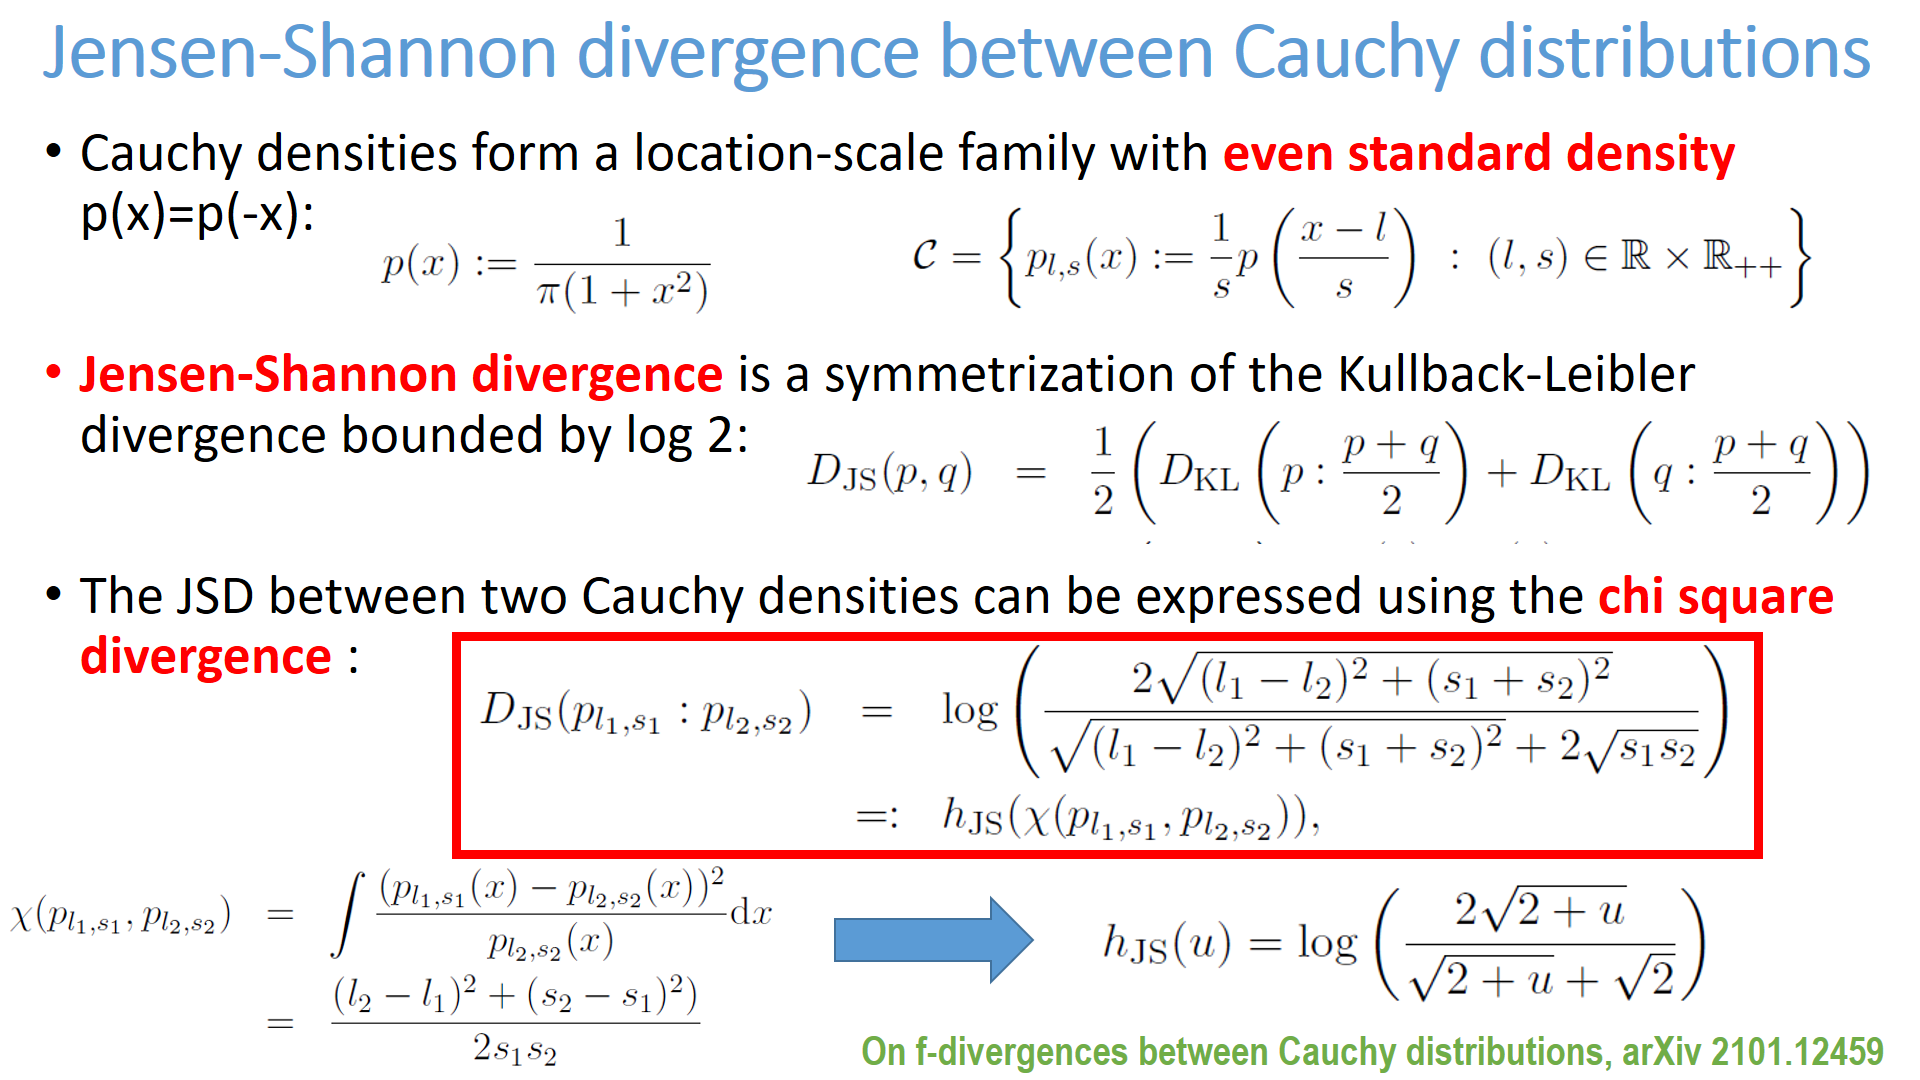 Jensen-Shannon divergence between Cauchy distributions
• Cauchy densities form a location-scale family with even standard density
p(x)=p(-x):
p(x) := \frac{1}{\pi(1 + x^2)}
\mathcal{C} = \left\{ p_{l,s}(x) := \frac{1}{s} p\left(\frac{x - l}{s}\right) : (l, s) \in \mathbb{R} \times \mathbb{R}_{++} \right\}
• Jensen-Shannon divergence is a symmetrization of the Kullback-Leibler
divergence bounded by log 2:
D_{JS}(p, q) = \frac{1}{2} \left( D_{KL}\left(p : \frac{p + q}{2}\right) + D_{KL}\left(q : \frac{p + q}{2}\right) \right)
• The JSD between two Cauchy densities can be expressed using the chi square
divergence :
D_{JS}(p_{l_1,s_1} : p_{l_2,s_2}) = \log\left( \frac{2\sqrt{(l_1 - l_2)^2 + (s_1 + s_2)^2}}{\sqrt{(l_1 - l_2)^2 + (s_1 + s_2)^2} + 2\sqrt{s_1 s_2}} \right)
=: h_{JS}(\chi(p_{l_1,s_1}, p_{l_2,s_2})),
\chi(p_{l_1,s_1}, p_{l_2,s_2}) = \int \frac{(p_{l_1,s_1}(x) - p_{l_2,s_2}(x))^2}{p_{l_2,s_2}(x)} dx
= \frac{(l_2 - l_1)^2 + (s_2 - s_1)^2)}{2 s_1 s_2}
h_{JS}(u) = \log\left( \frac{2\sqrt{2 + u}}{\sqrt{2 + u} + \sqrt{2}} \right)
On f-divergences between Cauchy distributions, arXiv 2101.12459